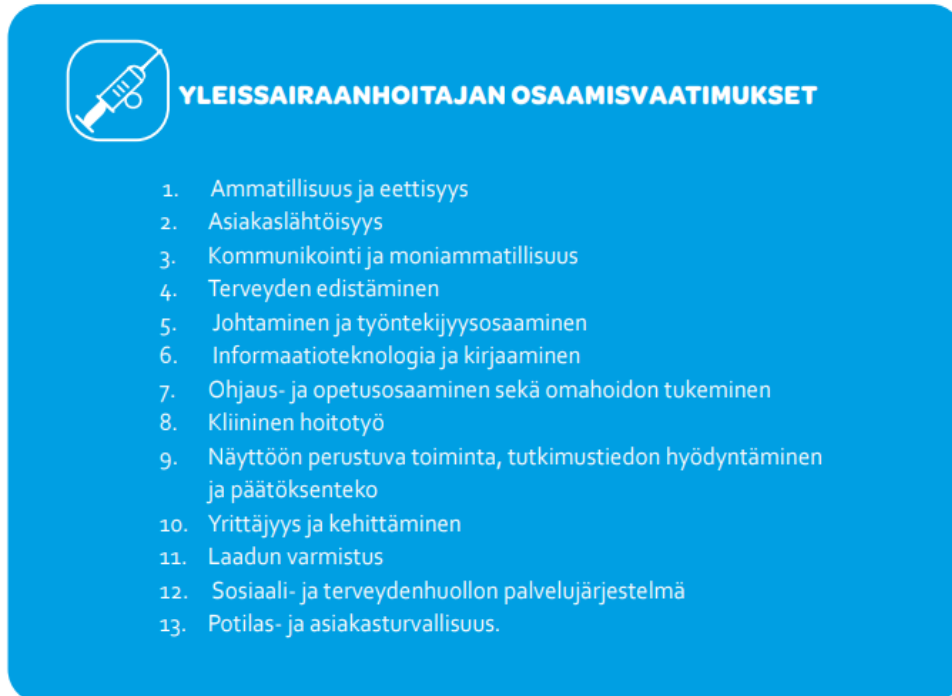 YLEISSAIRAANHOITAJAN OSAAMISVAATIMUKSET
1. Ammatillisuus ja eettisyys
2. Asiakaslähtöisyys
3. Kommunikointi ja moniammatillisuus
4. Terveyden edistäminen
5. Johtaminen ja työntekijyysosaaminen
6. Informaatioteknologia ja kirjaaminen
7. Ohjaus- ja opetusosaaminen sekä omahoidon tukeminen
8. Kliininen hoitotyö
9. Näyttöön perustuva toiminta, tutkimustiedon hyödyntäminen
ja päätöksenteko
10. Yrittäjyys ja kehittäminen
11. Laadun varmistus
12. Sosiaali- ja terveydenhuollon palvelujärjestelmä
13. Potilas- ja asiakasturvallisuus.